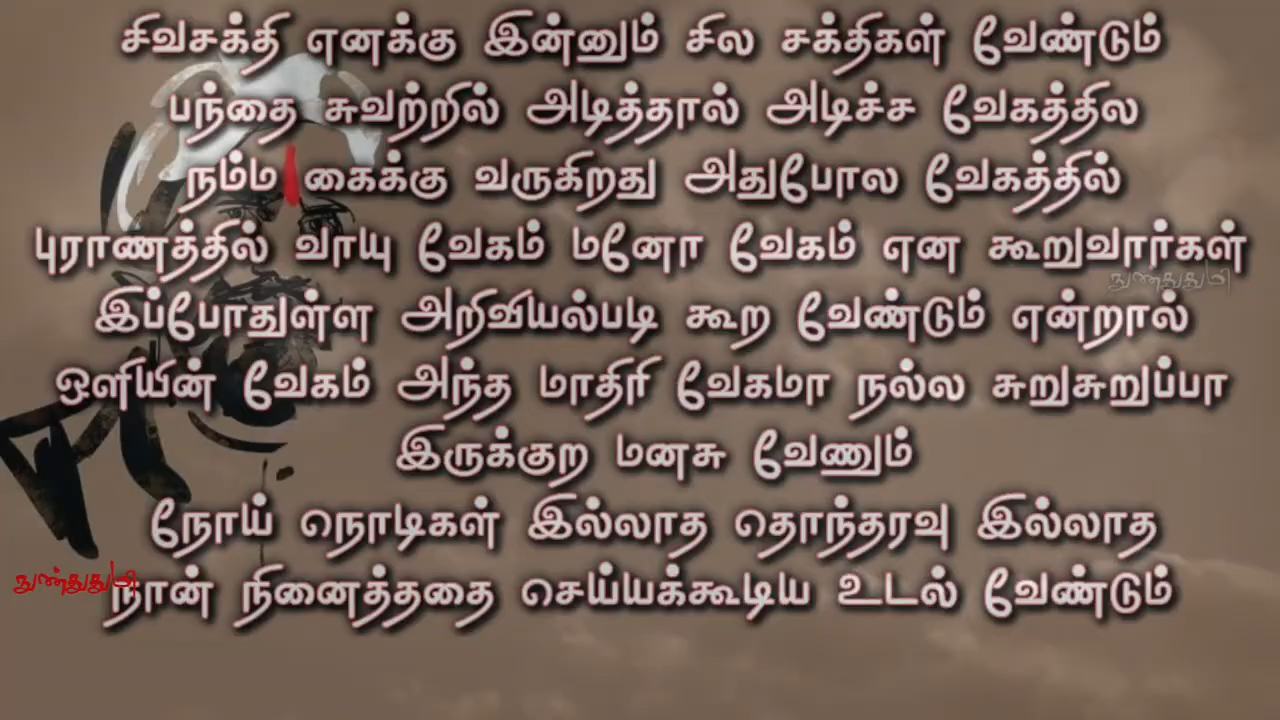 சிவசக்தி எனக்கு இன்னும் சில சக்திகள் வேண்டும்
பந்தை சுவற்றில் அடித்தால் அடிச்ச வேகத்தில
நம்ம கைக்கு வருகிறது அதுபோல வேகத்தில்
புராணத்தில் வாயு வேகம் மனோ வேகம் என கூறுவார்கள்
இப்போதுள்ள அறிவியல்படி கூற வேண்டும் என்றால்
ஒளியின் வேகம் அந்த மாதிரி வேகமா நல்ல சுறுசுறுப்பா
இருக்குற மனசு வேணும்
நோய் நொடிகள் இல்லாத தொந்தரவு இல்லாத
நான் நினைத்ததை செய்யக்கூடிய உடல் வேண்டும்